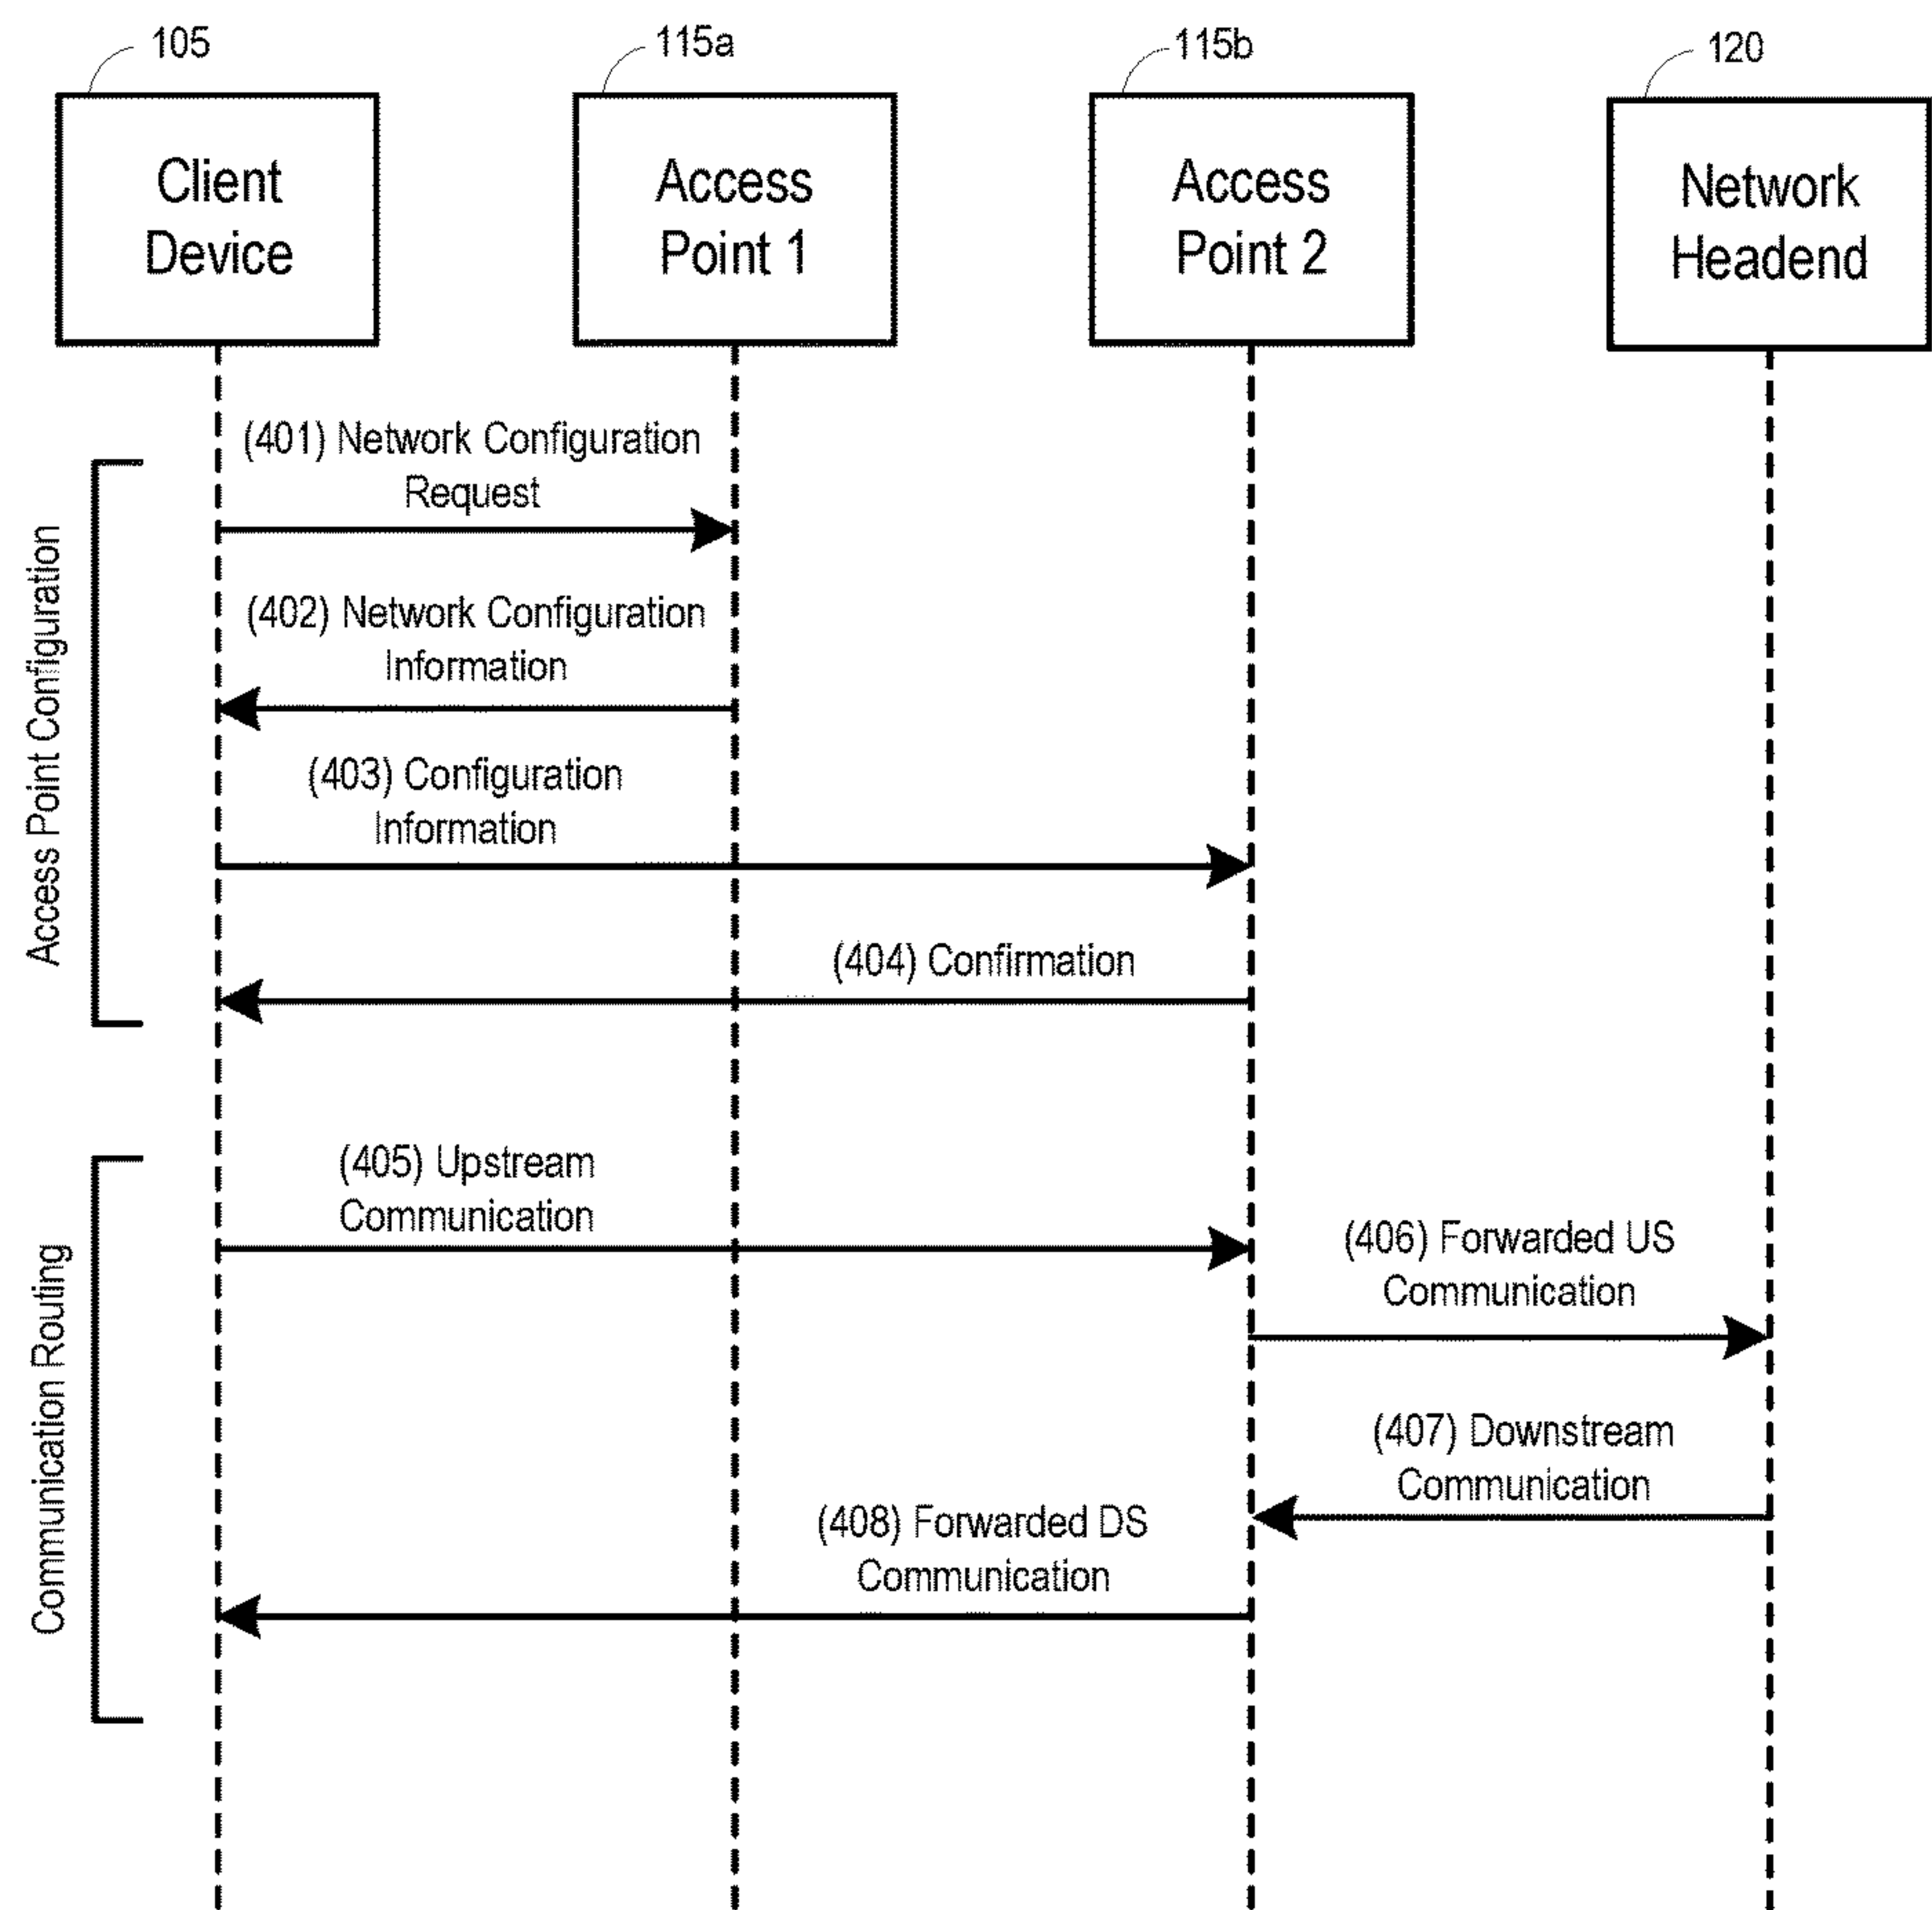 105
115a
115b
120
Client
Device
Access
Point 1
Access
Point 2
Network
Headend
Access Point Configuration
(401) Network Configuration
Request
(402) Network Configuration
Information
(403) Configuration
Information
(404) Confirmation
Communication Routing
(405) Upstream
Communication
(406) Forwarded US
Communication
(407) Downstream
Communication
(408) Forwarded DS
Communication